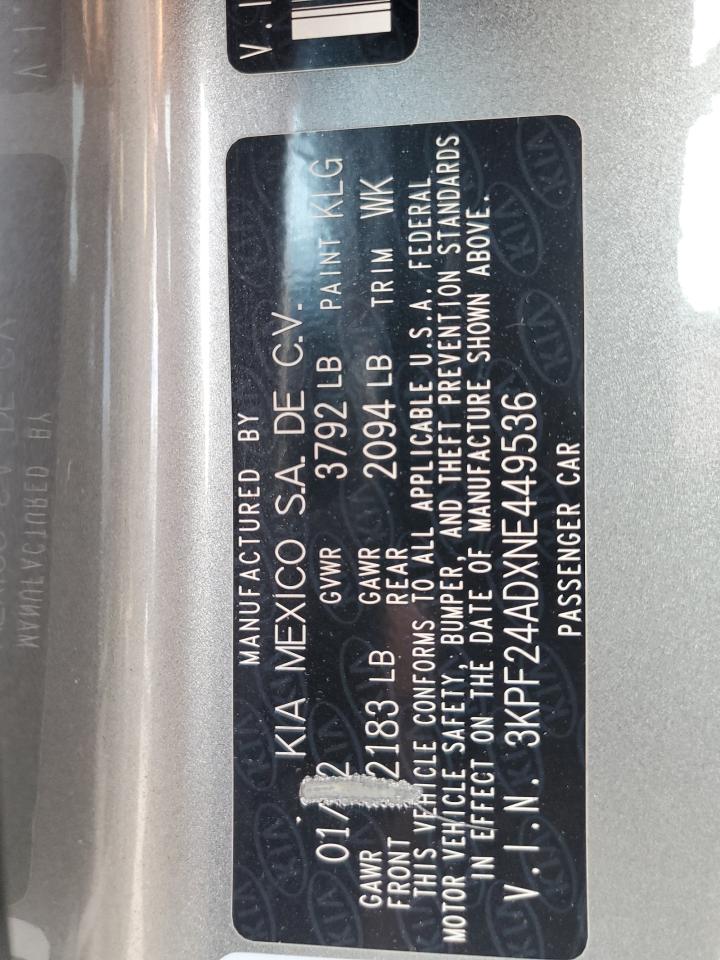 V.I
MANUFACTURED BY
KIA MEXICO S.A. DE C.V.
01/ 2 GVWR 3792 LB PAINT KLG
GAWR FRONT 2183 LB GAWR REAR 2094 LB TRIM WK
THIS VEHICLE CONFORMS TO ALL APPLICABLE U.S.A. FEDERAL
MOTOR VEHICLE SAFETY, BUMPER, AND THEFT PREVENTION STANDARDS
IN EFFECT ON THE DATE OF MANUFACTURE SHOWN ABOVE.
V.I.N. 3KPF24ADXNE449536
PASSENGER CAR